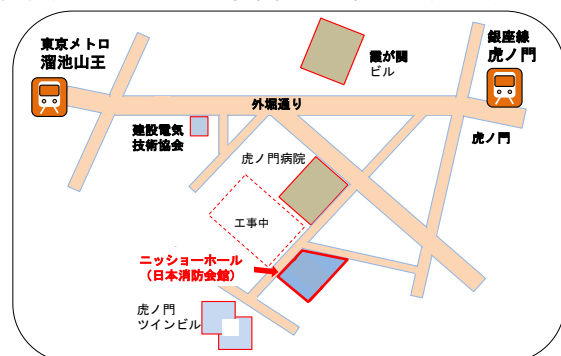 東京メトロ
溜池山王
霞が関
ビル
銀座線
虎ノ門
外堀通り
建設電気
技術協会
虎ノ門
虎ノ門病院
工事中
ニッショーホール
（日本消防会館）
虎ノ門
ツインビル